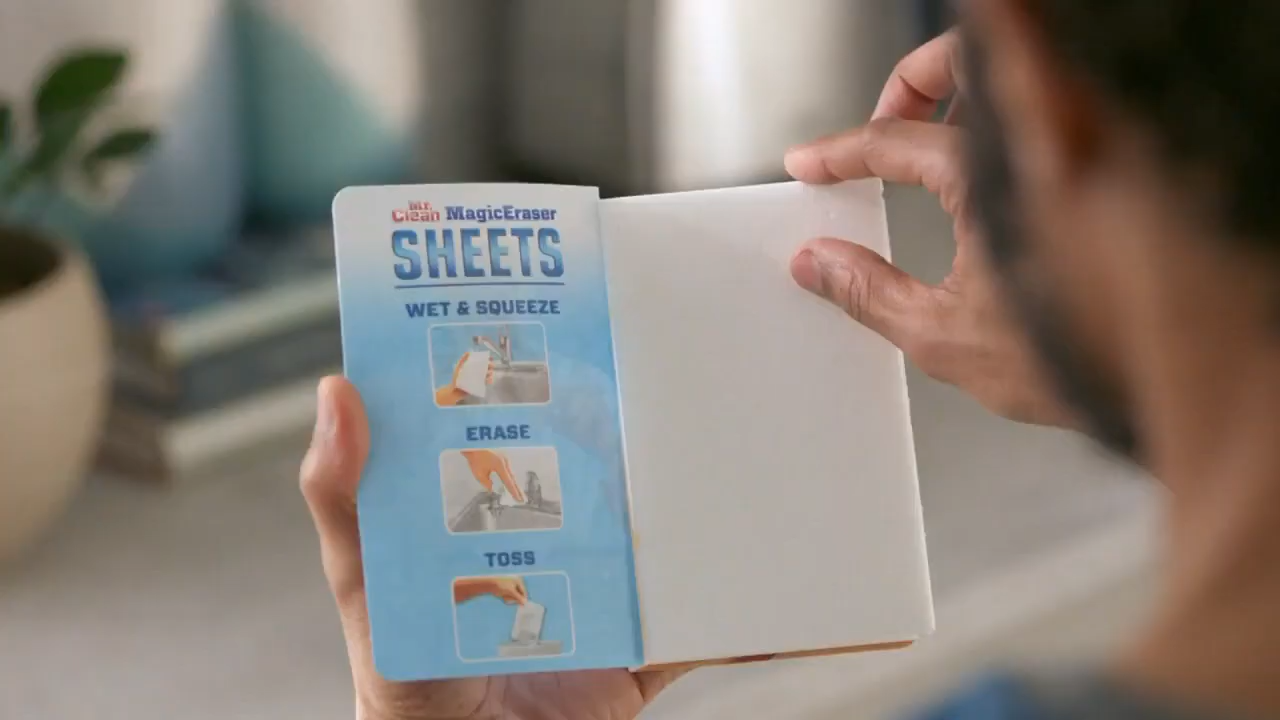 Mr.
Clean MagicEraser
SHEETS
WET & SQUEEZE
ERASE
TOSS